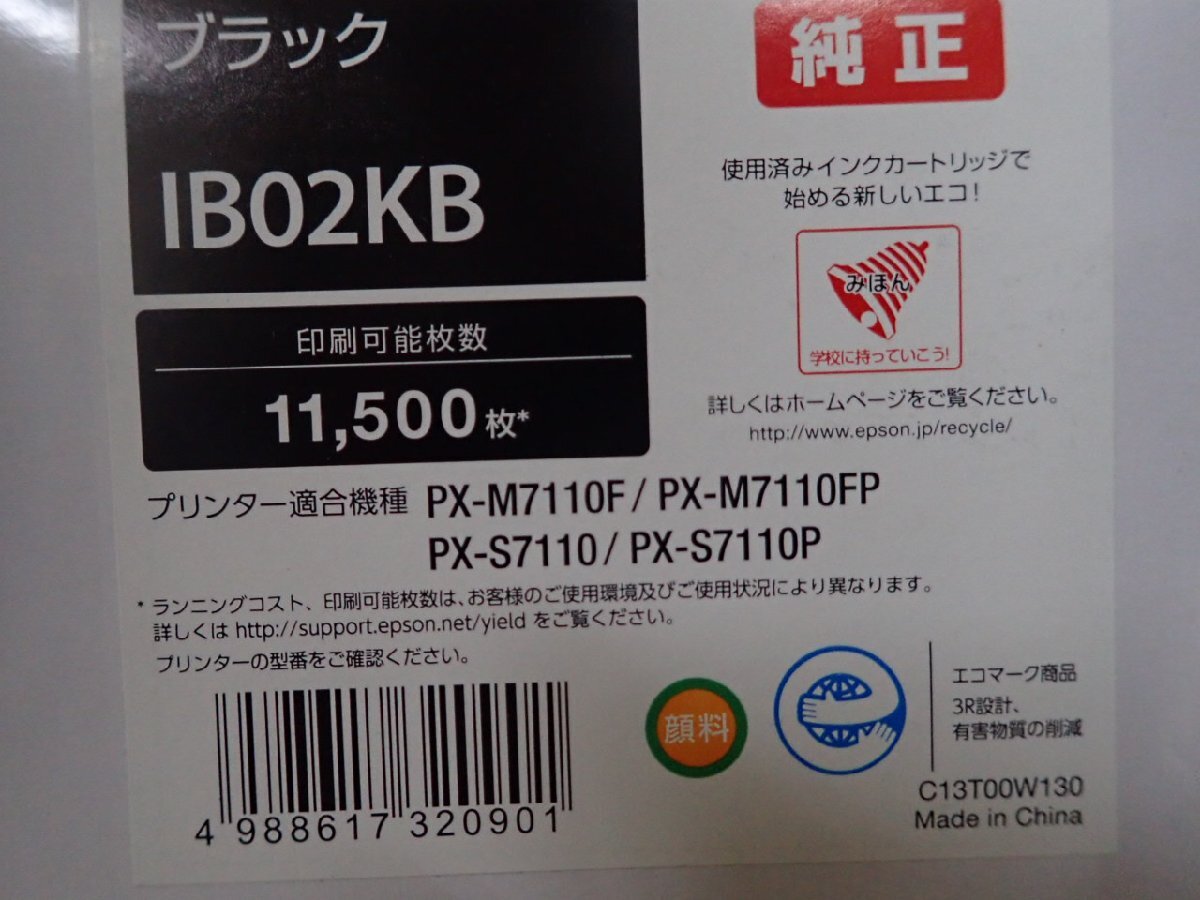 ブラック
IB02KB
印刷可能枚数
11,500枚*
純正
使用済みインクカートリッジで
始める新しいエコ!
みほん
学校に持っていこう!
詳しくはホームページをご覧ください。
http://www.epson.jp/recycle/
プリンター適合機種 PX-M7110F / PX-M7110FP
PX-S7110 / PX-S7110P
* ランニングコスト、印刷可能枚数は、お客様のご使用環境及びご使用状況により異なります。
詳しくは http://support.epson.net/yield をご覧ください。
プリンターの型番をご確認ください。
4 988617 320901
顔料
エコマーク商品
3R設計、
有害物質の削減
C13T00W130
Made in China